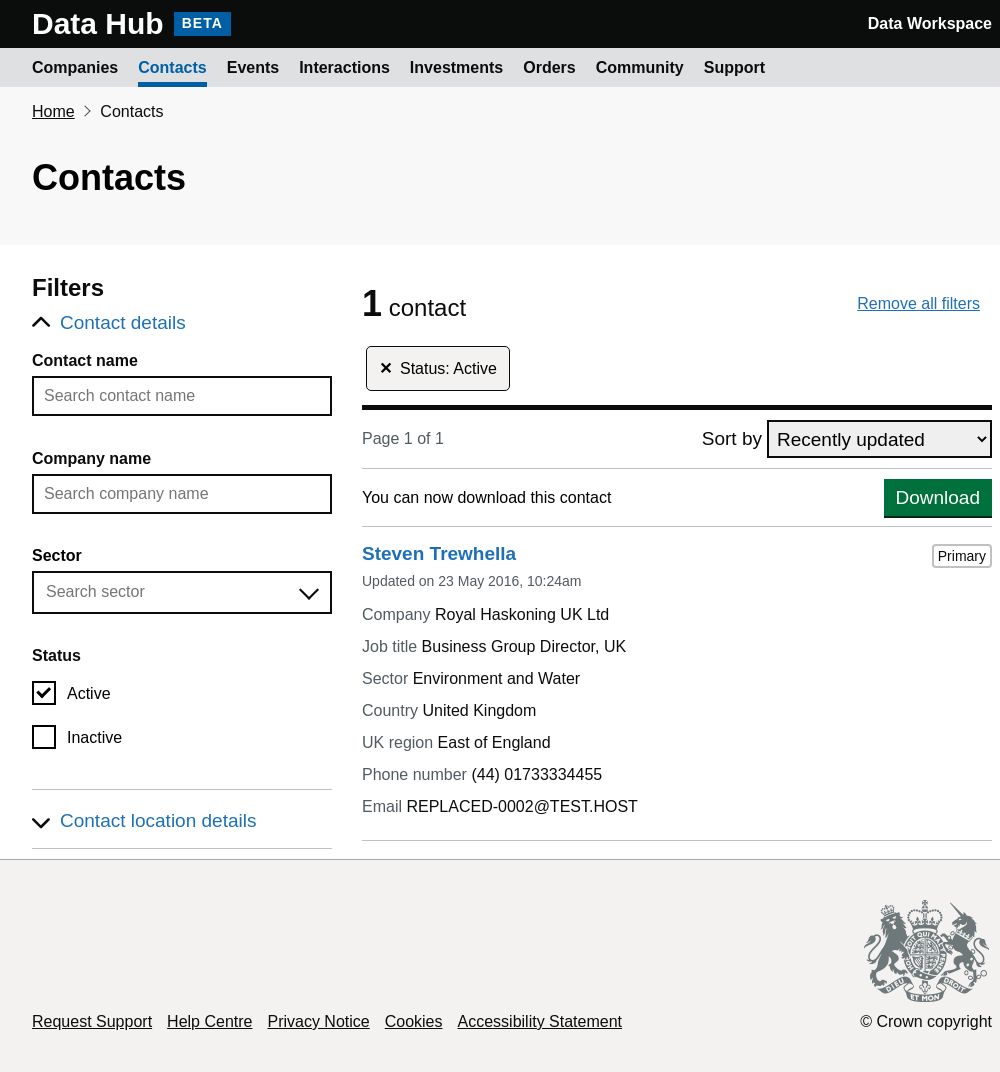 Data Hub BETA Data Workspace
Companies Contacts Events Interactions Investments Orders Community Support
Home Contacts
Contacts
Filters
Contact details
Contact name
Search contact name
Company name
Search company name
Sector
Search sector
Status
Active
Inactive
Contact location details
1 contact Remove all filters
Status: Active
Page 1 of 1 Sort by Recently updated
You can now download this contact Download
Steven Trewhella Primary
Updated on 23 May 2016, 10:24am
Company Royal Haskoning UK Ltd
Job title Business Group Director, UK
Sector Environment and Water
Country United Kingdom
UK region East of England
Phone number (44) 01733334455
Email REPLACED-0002@TEST.HOST
DIEU ET MON DROIT
Request Support Help Centre Privacy Notice Cookies Accessibility Statement © Crown copyright